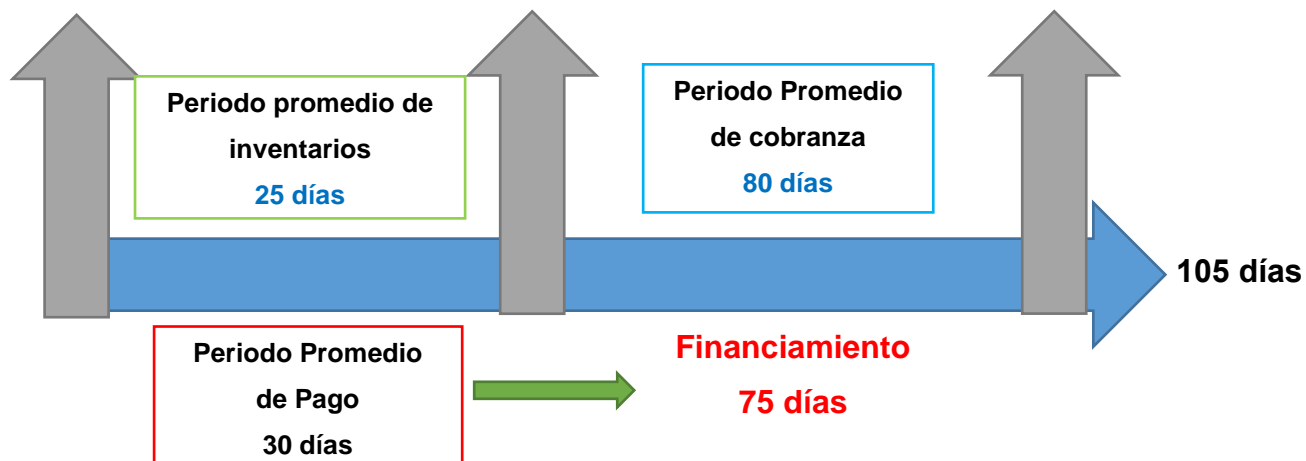 Periodo promedio de
inventarios
25 días
Periodo Promedio
de cobranza
80 días
105 días
Periodo Promedio
de Pago
30 días
Financiamiento
75 días